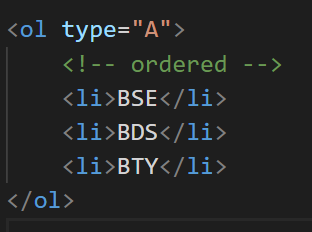 <ol type="A">
    <!-- ordered -->
    <li>BSE</li>
    <li>BDS</li>
    <li>BTY</li>
</ol>